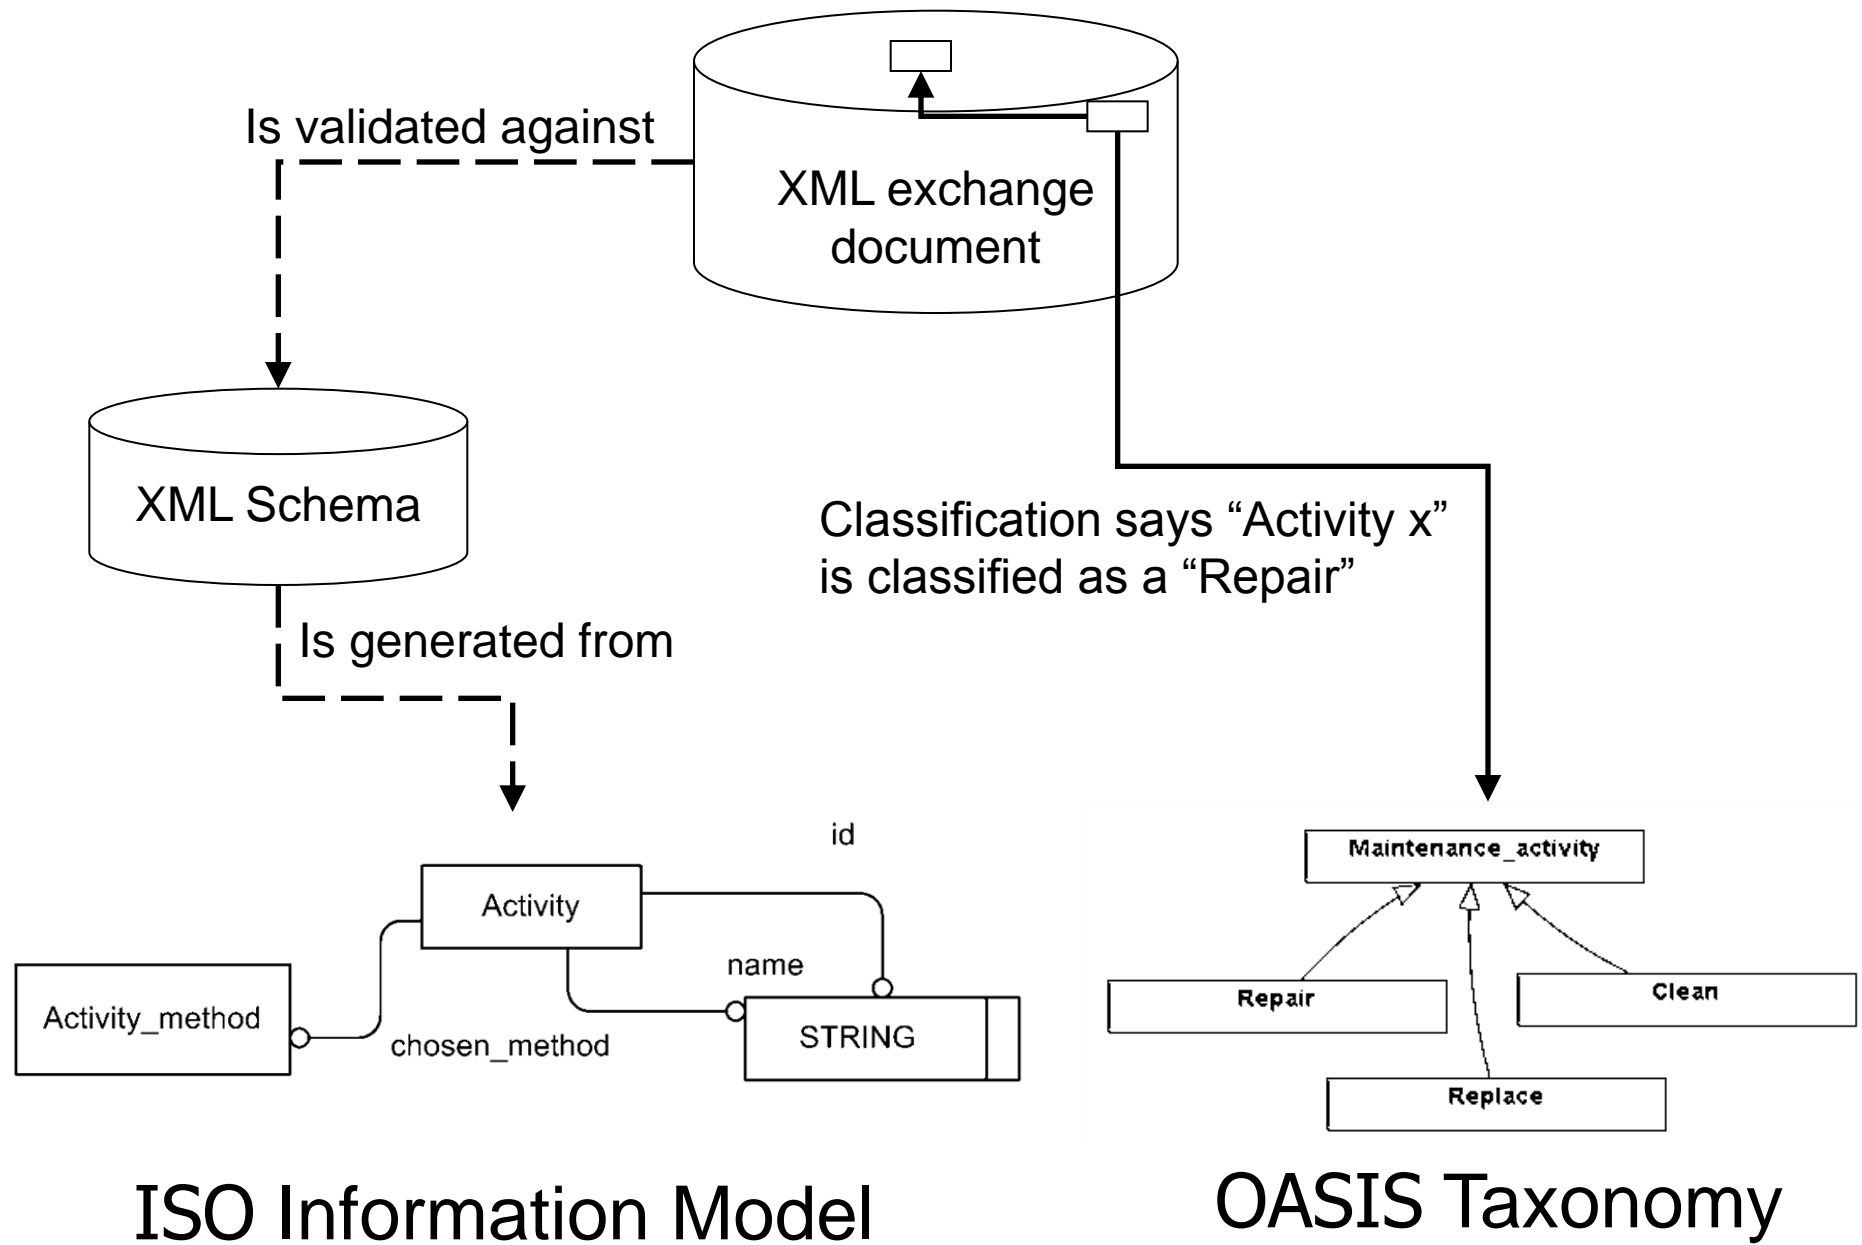 Is validated against
XML exchange
document
XML Schema
Classification says “Activity x”
is classified as a “Repair”
Is generated from
id
Maintenance_activity
Activity
name
Repair
Clean
Activity_method
chosen_method
STRING
Replace
ISO Information Model
OASIS Taxonomy